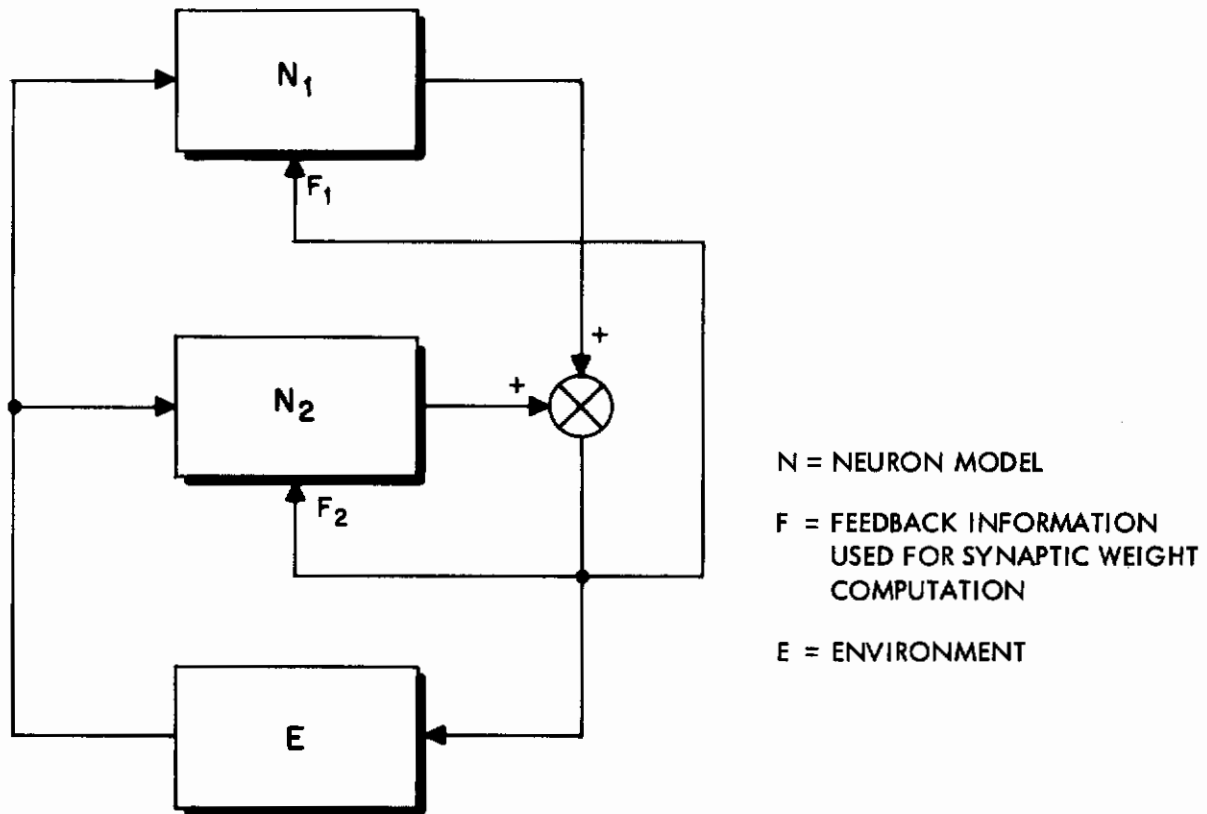 N₁
F₁
+
N₂
+
F₂
E
N = NEURON MODEL
F = FEEDBACK INFORMATION
USED FOR SYNAPTIC WEIGHT
COMPUTATION
E = ENVIRONMENT